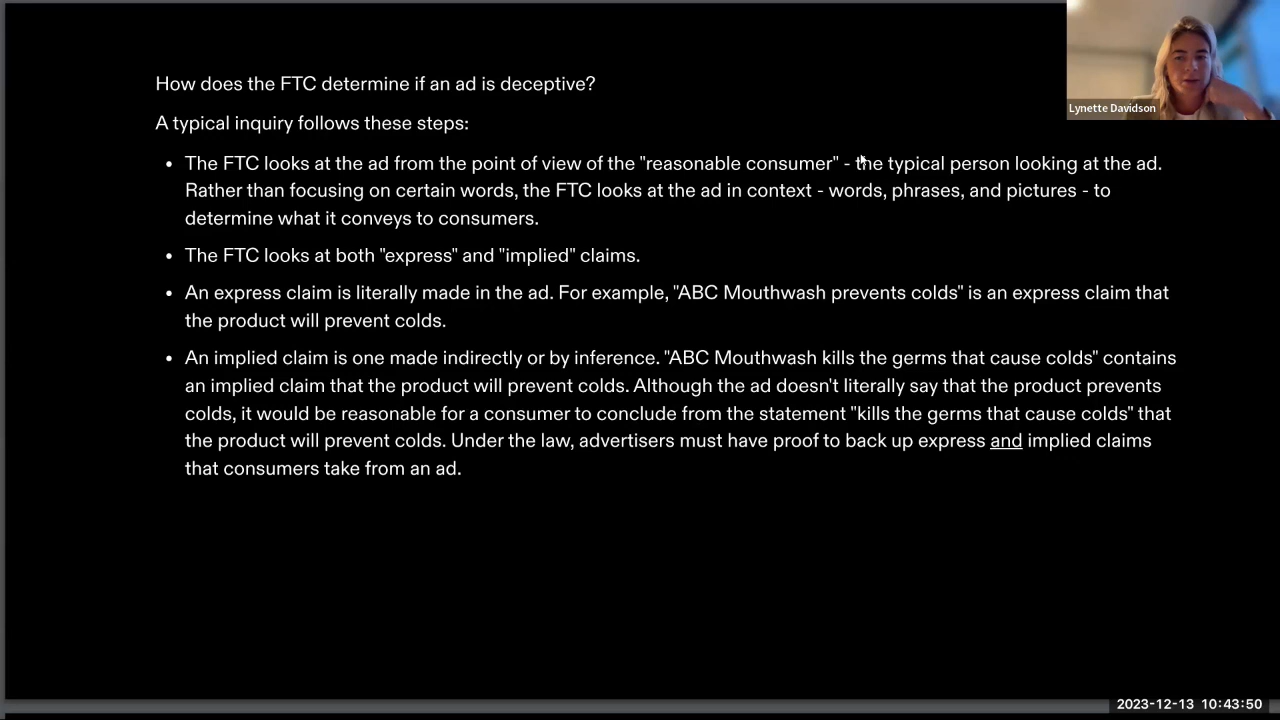 How does the FTC determine if an ad is deceptive?
Lynette Davidson
A typical inquiry follows these steps:
• The FTC looks at the ad from the point of view of the "reasonable consumer" - the typical person looking at the ad.
Rather than focusing on certain words, the FTC looks at the ad in context - words, phrases, and pictures - to
determine what it conveys to consumers.
• The FTC looks at both "express" and "implied" claims.
• An express claim is literally made in the ad. For example, "ABC Mouthwash prevents colds" is an express claim that
the product will prevent colds.
• An implied claim is one made indirectly or by inference. "ABC Mouthwash kills the germs that cause colds" contains
an implied claim that the product will prevent colds. Although the ad doesn't literally say that the product prevents
colds, it would be reasonable for a consumer to conclude from the statement "kills the germs that cause colds" that
the product will prevent colds. Under the law, advertisers must have proof to back up express and implied claims
that consumers take from an ad.
2023-12-13 10:43:50